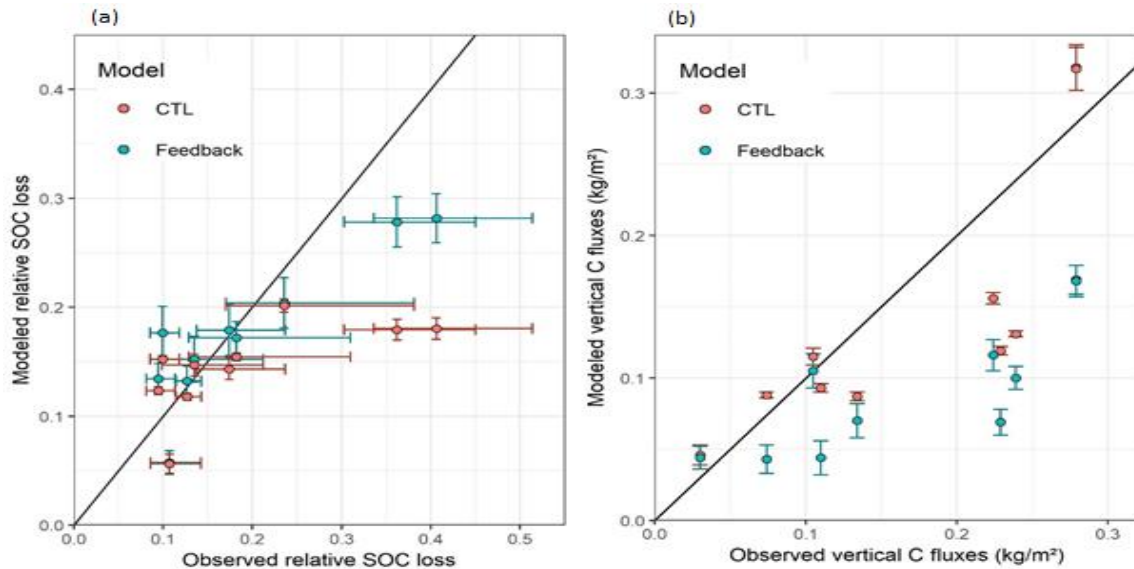 (a)
Model
CTL
Feedback
Modeled relative SOC loss
0.4
0.3
0.2
0.1
0.0
0.0 0.1 0.2 0.3 0.4 0.5
Observed relative SOC loss
(b)
Model
CTL
Feedback
Modeled vertical C fluxes (kg/m²)
0.3
0.2
0.1
0.0
0.0 0.1 0.2 0.3
Observed vertical C fluxes (kg/m²)